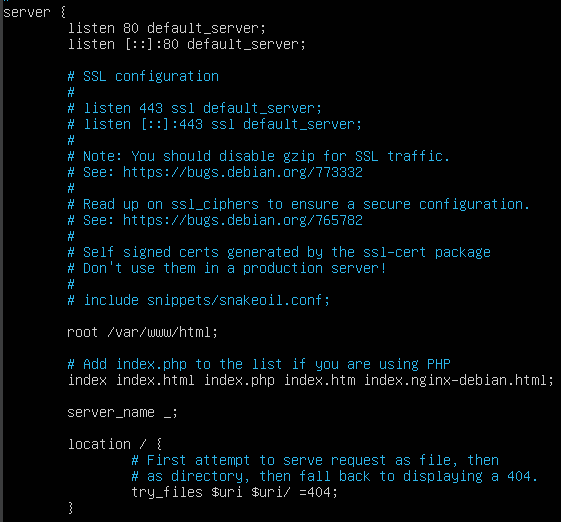 server {
listen 80 default_server;
listen [::]:80 default_server;
# SSL configuration
#
# listen 443 ssl default_server;
# listen [::]:443 ssl default_server;
#
# Note: You should disable gzip for SSL traffic.
# See: https://bugs.debian.org/773332
#
# Read up on ssl_ciphers to ensure a secure configuration.
# See: https://bugs.debian.org/765782
#
# Self signed certs generated by the ssl-cert package
# Don't use them in a production server!
#
# include snippets/snakeoil.conf;
root /var/www/html;
# Add index.php to the list if you are using PHP
index index.html index.php index.htm index.nginx-debian.html;
server_name _;
location / {
# First attempt to serve request as file, then
# as directory, then fall back to displaying a 404.
try_files $uri $uri/ =404;
}